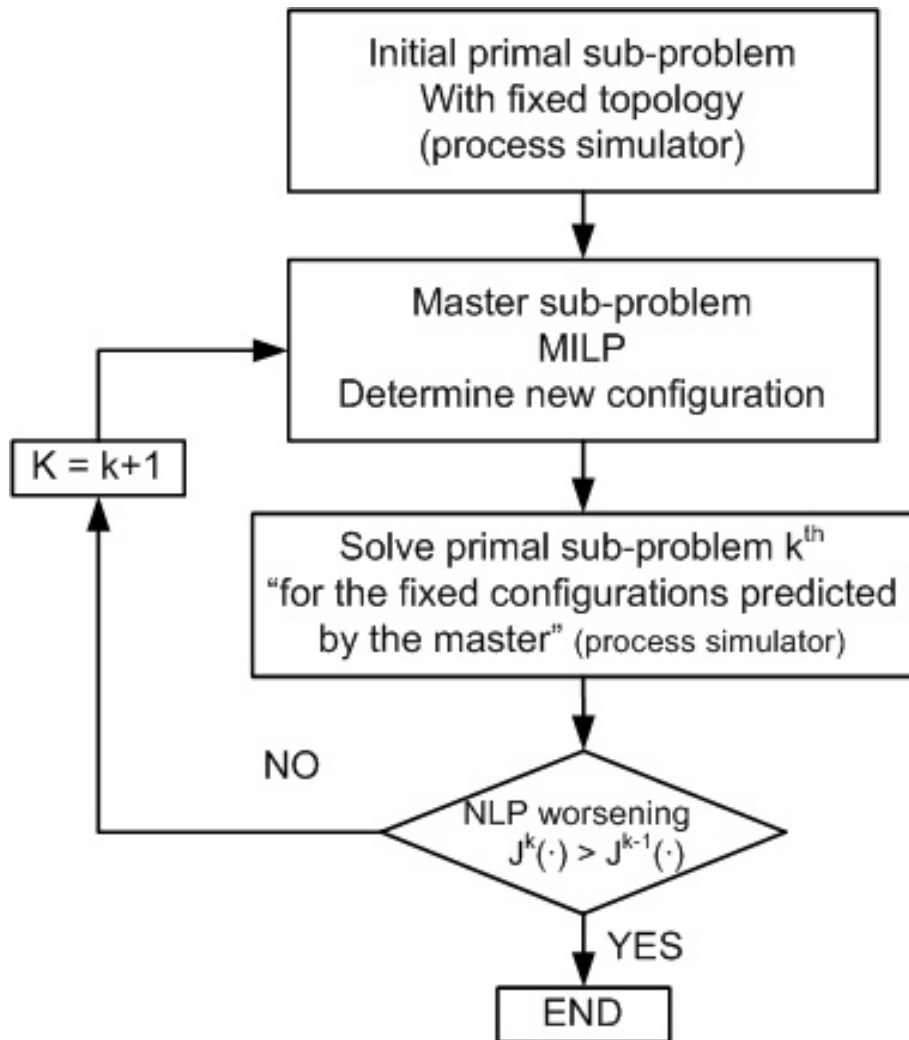 Initial primal sub-problem
With fixed topology
(process simulator)
Master sub-problem
MILP
Determine new configuration
K = k+1
Solve primal sub-problem kᵗʰ
“for the fixed configurations predicted
by the master” (process simulator)
NO
NLP worsening
Jᵏ(·) > Jᵏ⁻¹(·)
YES
END